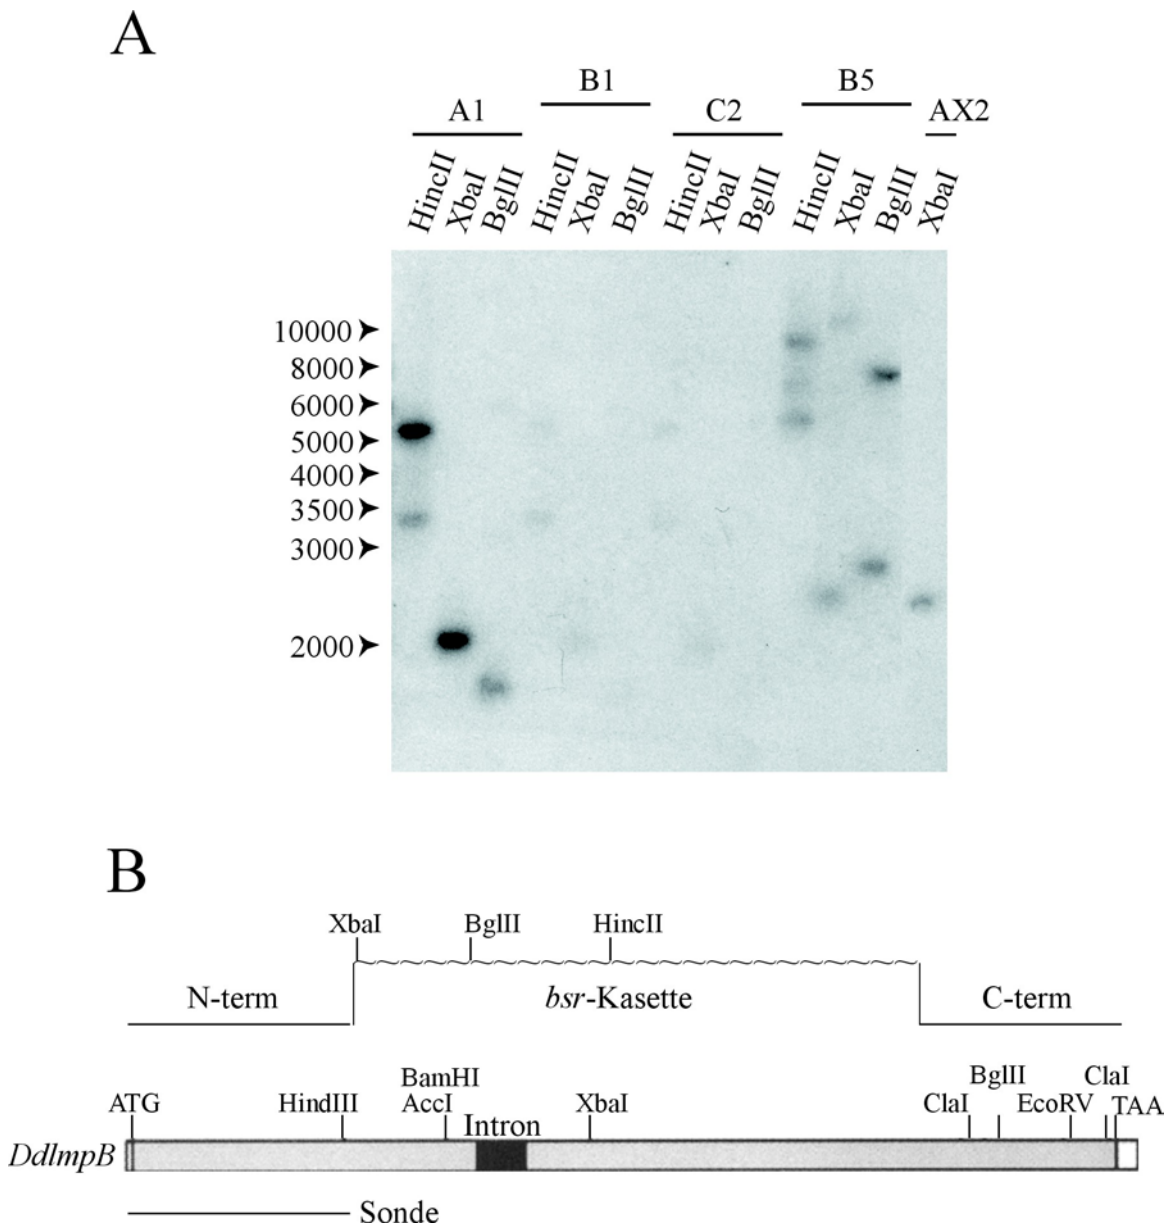 A
B1
B5
A1
C2
AX2
HincII XbaI BglII HincII XbaI BglII HincII XbaI BglII HincII XbaI BglII XbaI
10000
8000
6000
5000
4000
3500
3000
2000
B
XbaI BglII HincII
N-term bsr-Kasette C-term
BamHI BglII ClaI
ATG HindIII AccI XbaI ClaI EcoRV TAA
Intron
DdlmpB
Sonde